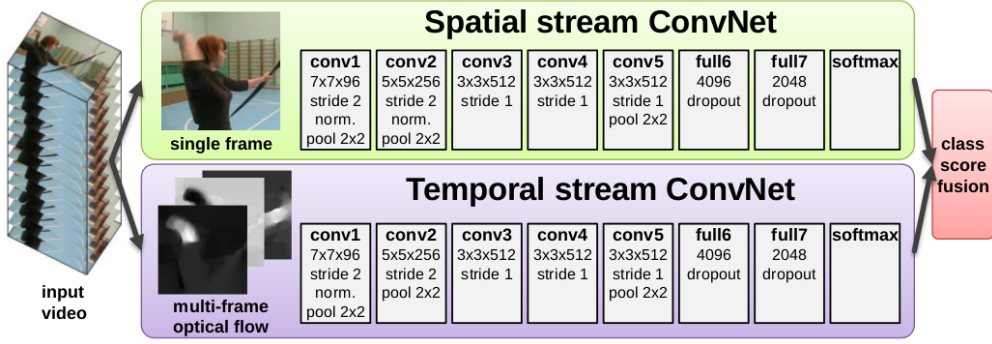 Spatial stream ConvNet
conv1
7x7x96
stride 2
norm.
pool 2x2
conv2
5x5x256
stride 2
norm.
pool 2x2
conv3
3x3x512
stride 1
conv4
3x3x512
stride 1
conv5
3x3x512
stride 1
pool 2x2
full6
4096
dropout
full7
2048
dropout
softmax
single frame
Temporal stream ConvNet
conv1
7x7x96
stride 2
norm.
pool 2x2
conv2
5x5x256
stride 2
pool 2x2
conv3
3x3x512
stride 1
conv4
3x3x512
stride 1
conv5
3x3x512
stride 1
pool 2x2
full6
4096
dropout
full7
2048
dropout
softmax
multi-frame
optical flow
input
video
class
score
fusion